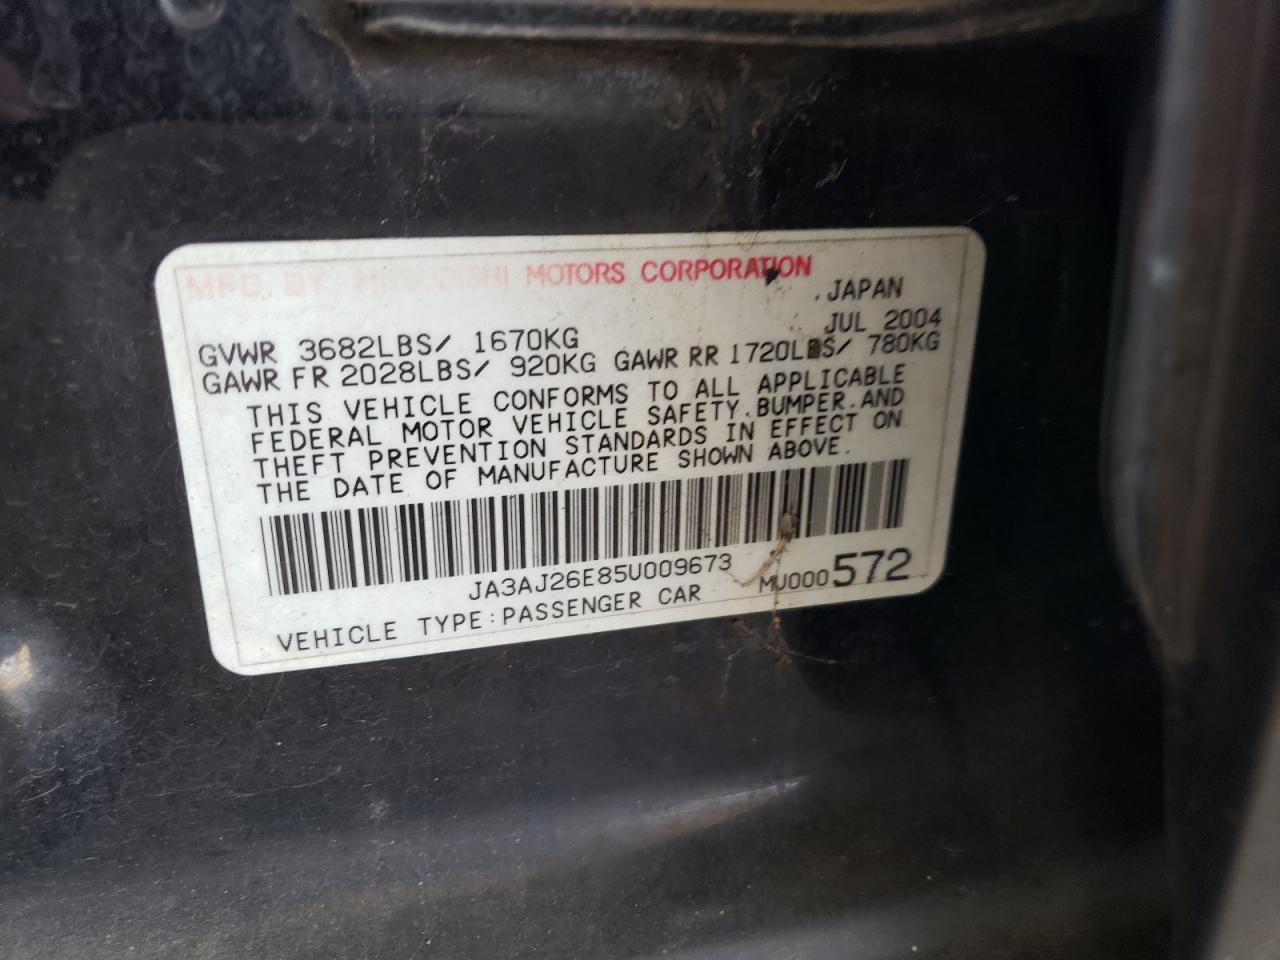 MFD. BY MITSUBISHI MOTORS CORPORATION
.JAPAN
JUL 2004
GVWR 3682LBS/ 1670KG
GAWR FR 2028LBS/ 920KG GAWR RR 1720LBS/ 780KG
THIS VEHICLE CONFORMS TO ALL APPLICABLE
FEDERAL MOTOR VEHICLE SAFETY.BUMPER.AND
THEFT PREVENTION STANDARDS IN EFFECT ON
THE DATE OF MANUFACTURE SHOWN ABOVE.
JA3AJ26E85U009673
MU000572
VEHICLE TYPE:PASSENGER CAR